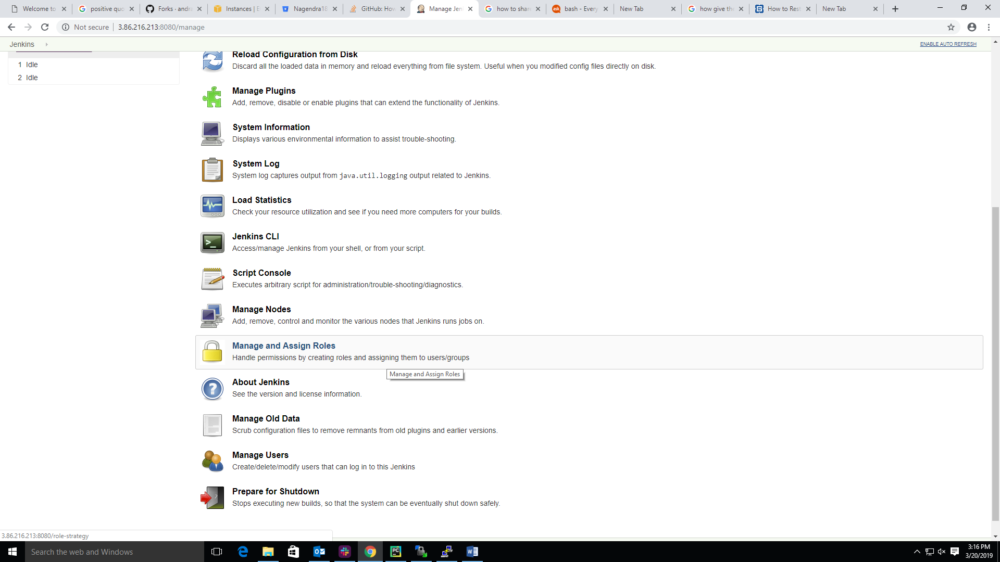 Welcome to
positive quo
Forks · andra
Instances | E
Nagendra18
GitHub: How
Manage Jen
how to share
bash - Every
New Tab
how give the
How to Rest
New Tab
Not secure
3.86.216.213:8080/manage
Jenkins
ENABLE AUTO REFRESH
1 Idle
2 Idle
Reload Configuration from Disk
Discard all the loaded data in memory and reload everything from file system. Useful when you modified config files directly on disk.
Manage Plugins
Add, remove, disable or enable plugins that can extend the functionality of Jenkins.
System Information
Displays various environmental information to assist trouble-shooting.
System Log
System log captures output from java.util.logging output related to Jenkins.
Load Statistics
Check your resource utilization and see if you need more computers for your builds.
Jenkins CLI
Access/manage Jenkins from your shell, or from your script.
Script Console
Executes arbitrary script for administration/trouble-shooting/diagnostics.
Manage Nodes
Add, remove, control and monitor the various nodes that Jenkins runs jobs on.
Manage and Assign Roles
Handle permissions by creating roles and assigning them to users/groups
Manage and Assign Roles
About Jenkins
See the version and license information.
Manage Old Data
Scrub configuration files to remove remnants from old plugins and earlier versions.
Manage Users
Create/delete/modify users that can log in to this Jenkins
Prepare for Shutdown
Stops executing new builds, so that the system can be eventually shut down safely.
3.86.216.213:8080/role-strategy
Search the web and Windows
3:16 PM
3/20/2019